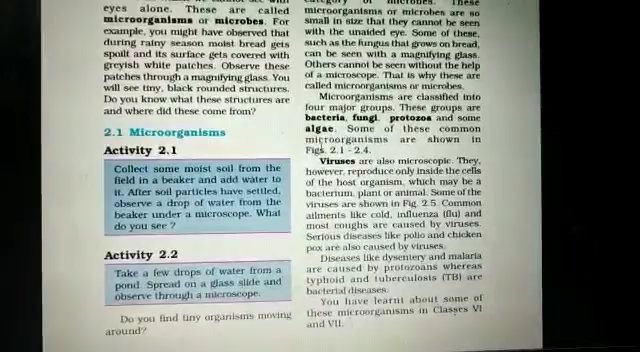 eyes alone. These are called
microorganisms or microbes. For
example, you might have observed that
during rainy season moist bread gets
spoilt and its surface gets covered with
greyish white patches. Observe these
patches through a magnifying glass. You
will see tiny, black rounded structures.
Do you know what these structures are
and where did these come from?
2.1 Microorganisms
Activity 2.1
Collect some moist soil from the
field in a beaker and add water to
it. After soil particles have settled,
observe a drop of water from the
beaker under a microscope. What
do you see ?
Activity 2.2
Take a few drops of water from a
pond. Spread on a glass slide and
observe through a microscope.
Do you find tiny organisms moving
around?
microorganisms or microbes are so
small in size that they cannot be seen
with the unaided eye. Some of these,
such as the fungus that grows on bread,
can be seen with a magnifying glass.
Others cannot be seen without the help
of a microscope. That is why these are
called microorganisms or microbes.
Microorganisms are classified into
four major groups. These groups are
bacteria, fungi, protozoa and some
algae. Some of these common
microorganisms are shown in
Figs. 2.1 - 2.4.
Viruses are also microscopic. They,
however, reproduce only inside the cells
of the host organism, which may be a
bacterium, plant or animal. Some of the
viruses are shown in Fig. 2.5. Common
ailments like cold, influenza (flu) and
most coughs are caused by viruses.
Serious diseases like polio and chicken
pox are also caused by viruses.
Diseases like dysentery and malaria
are caused by protozoans whereas
typhoid and tuberculosis (TB) are
bacterial diseases.
You have learnt about some of
these microorganisms in Classes VI
and VII.